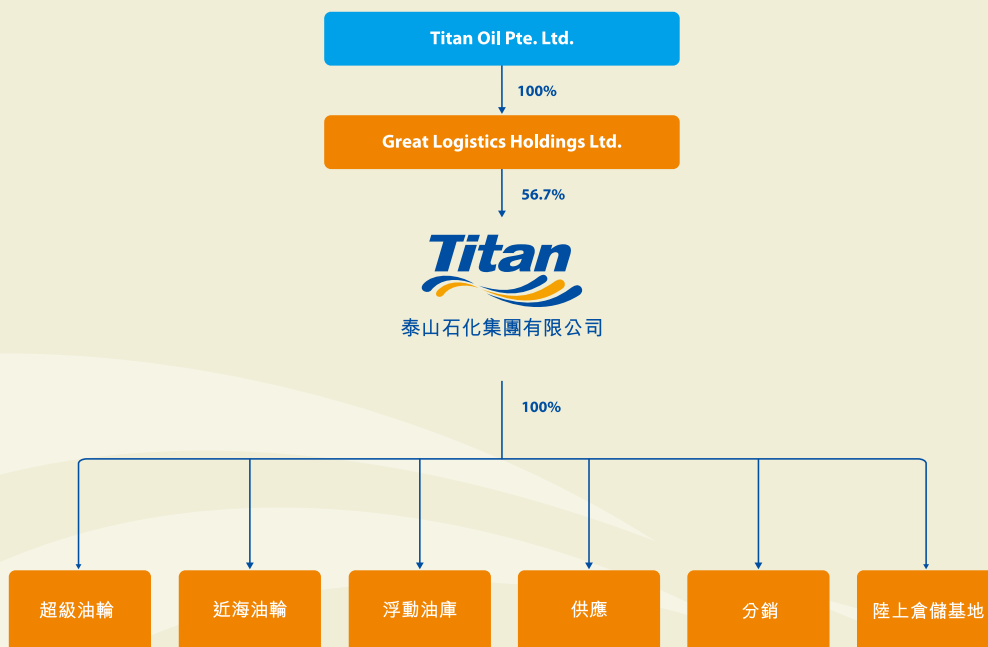 Titan Oil Pte. Ltd.
100%
Great Logistics Holdings Ltd.
56.7%
Titan
泰山石化集團有限公司
100%
超級油輪
近海油輪
浮動油庫
供應
分銷
陸上倉儲基地